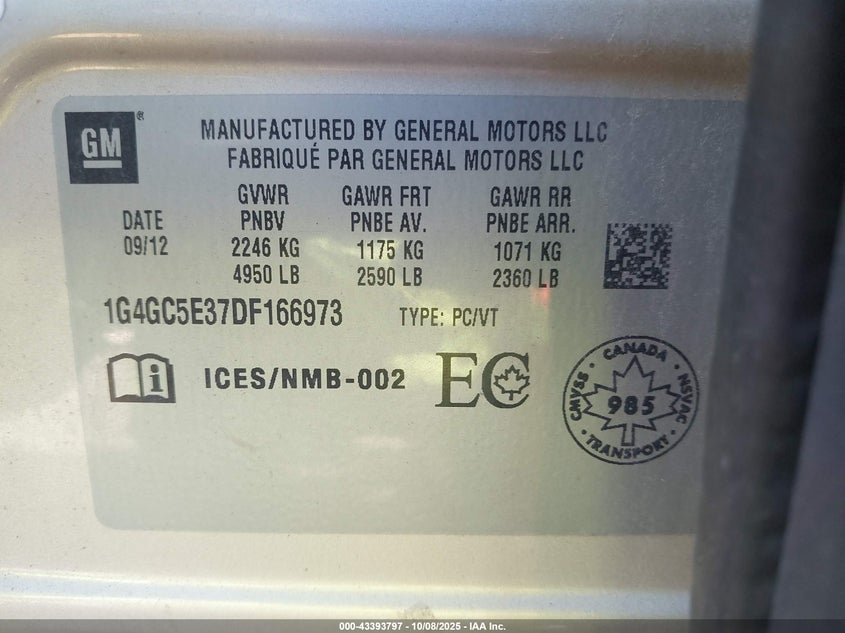 GM®
MANUFACTURED BY GENERAL MOTORS LLC
FABRIQUÉ PAR GENERAL MOTORS LLC
GVWR GAWR FRT GAWR RR
DATE PNBV PNBE AV. PNBE ARR.
09/12 2246 KG 1175 KG 1071 KG
4950 LB 2590 LB 2360 LB
1G4GC5E37DF166973 TYPE: PC/VT
i ICES/NMB-002 EC
CANADA
CMVSS 985 NSVAC
TRANSPORT
000-43393797 - 10/08/2025 - IAA Inc.